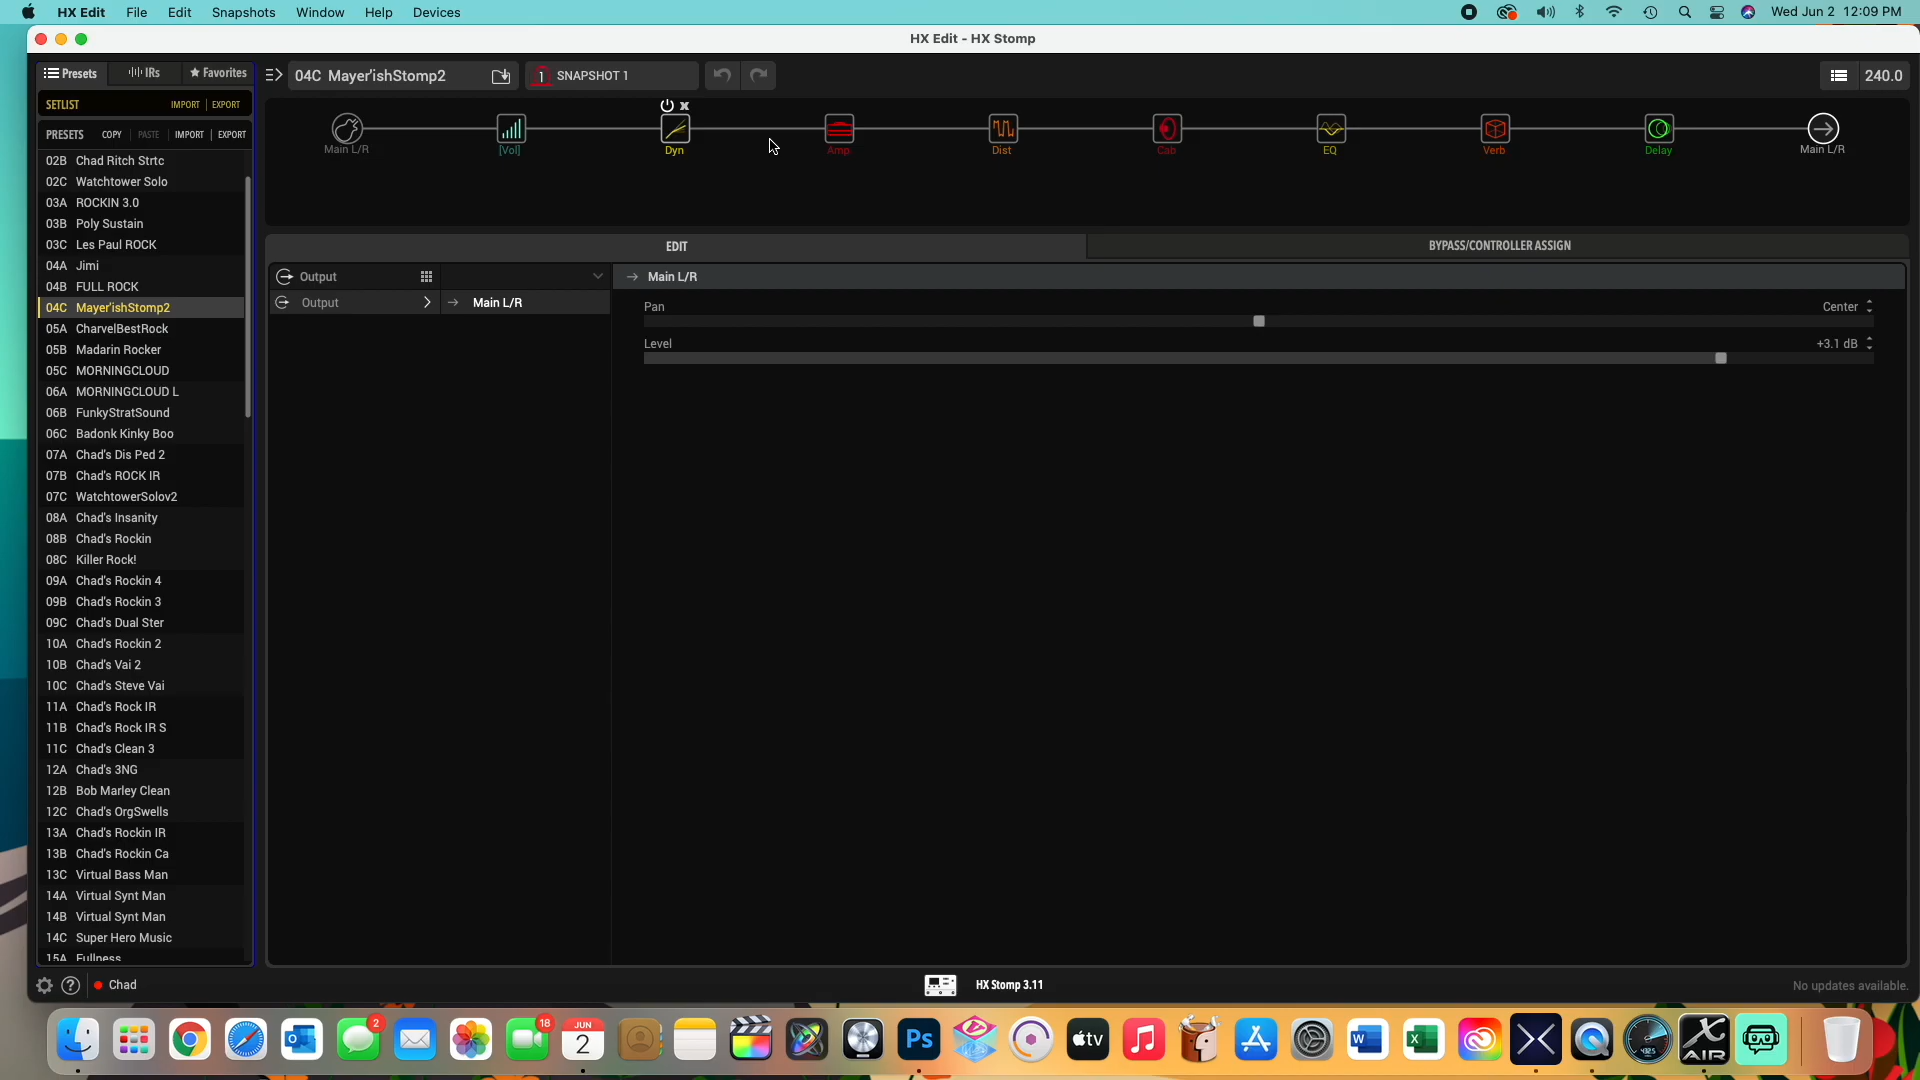 HX Edit File Edit Snapshots Window Help Devices Wed Jun 2 12:09 PM
HX Edit - HX Stomp
Presets IRs Favorites 04C Mayer'ishStomp2 1 SNAPSHOT 1 240.0
SETLIST IMPORT EXPORT
PRESETS COPY PASTE IMPORT EXPORT
Main L/R [Vol] Dyn Amp Dist Cab EQ Verb Delay Main L/R
02B Chad Ritch Strtc
02C Watchtower Solo
03A ROCKIN 3.0
03B Poly Sustain
03C Les Paul ROCK
04A Jimi
04B FULL ROCK
04C Mayer'ishStomp2
05A CharvelBestRock
05B Madarin Rocker
05C MORNINGCLOUD
06A MORNINGCLOUD L
06B FunkyStratSound
06C Badonk Kinky Boo
07A Chad's Dis Ped 2
07B Chad's ROCK IR
07C WatchtowerSolov2
08A Chad's Insanity
08B Chad's Rockin
08C Killer Rock!
09A Chad's Rockin 4
09B Chad's Rockin 3
09C Chad's Dual Ster
10A Chad's Rockin 2
10B Chad's Vai 2
10C Chad's Steve Vai
11A Chad's Rock IR
11B Chad's Rock IR S
11C Chad's Clean 3
12A Chad's 3NG
12B Bob Marley Clean
12C Chad's OrgSwells
13A Chad's Rockin IR
13B Chad's Rockin Ca
13C Virtual Bass Man
14A Virtual Synt Man
14B Virtual Synt Man
14C Super Hero Music
15A Fullness
EDIT BYPASS/CONTROLLER ASSIGN
Output Main L/R
Output Main L/R
Pan Center
Level +3.1 dB
Chad HX Stomp 3.11 No updates available.
2 18 JUN
2
Ps tv W X X AIR
432.5